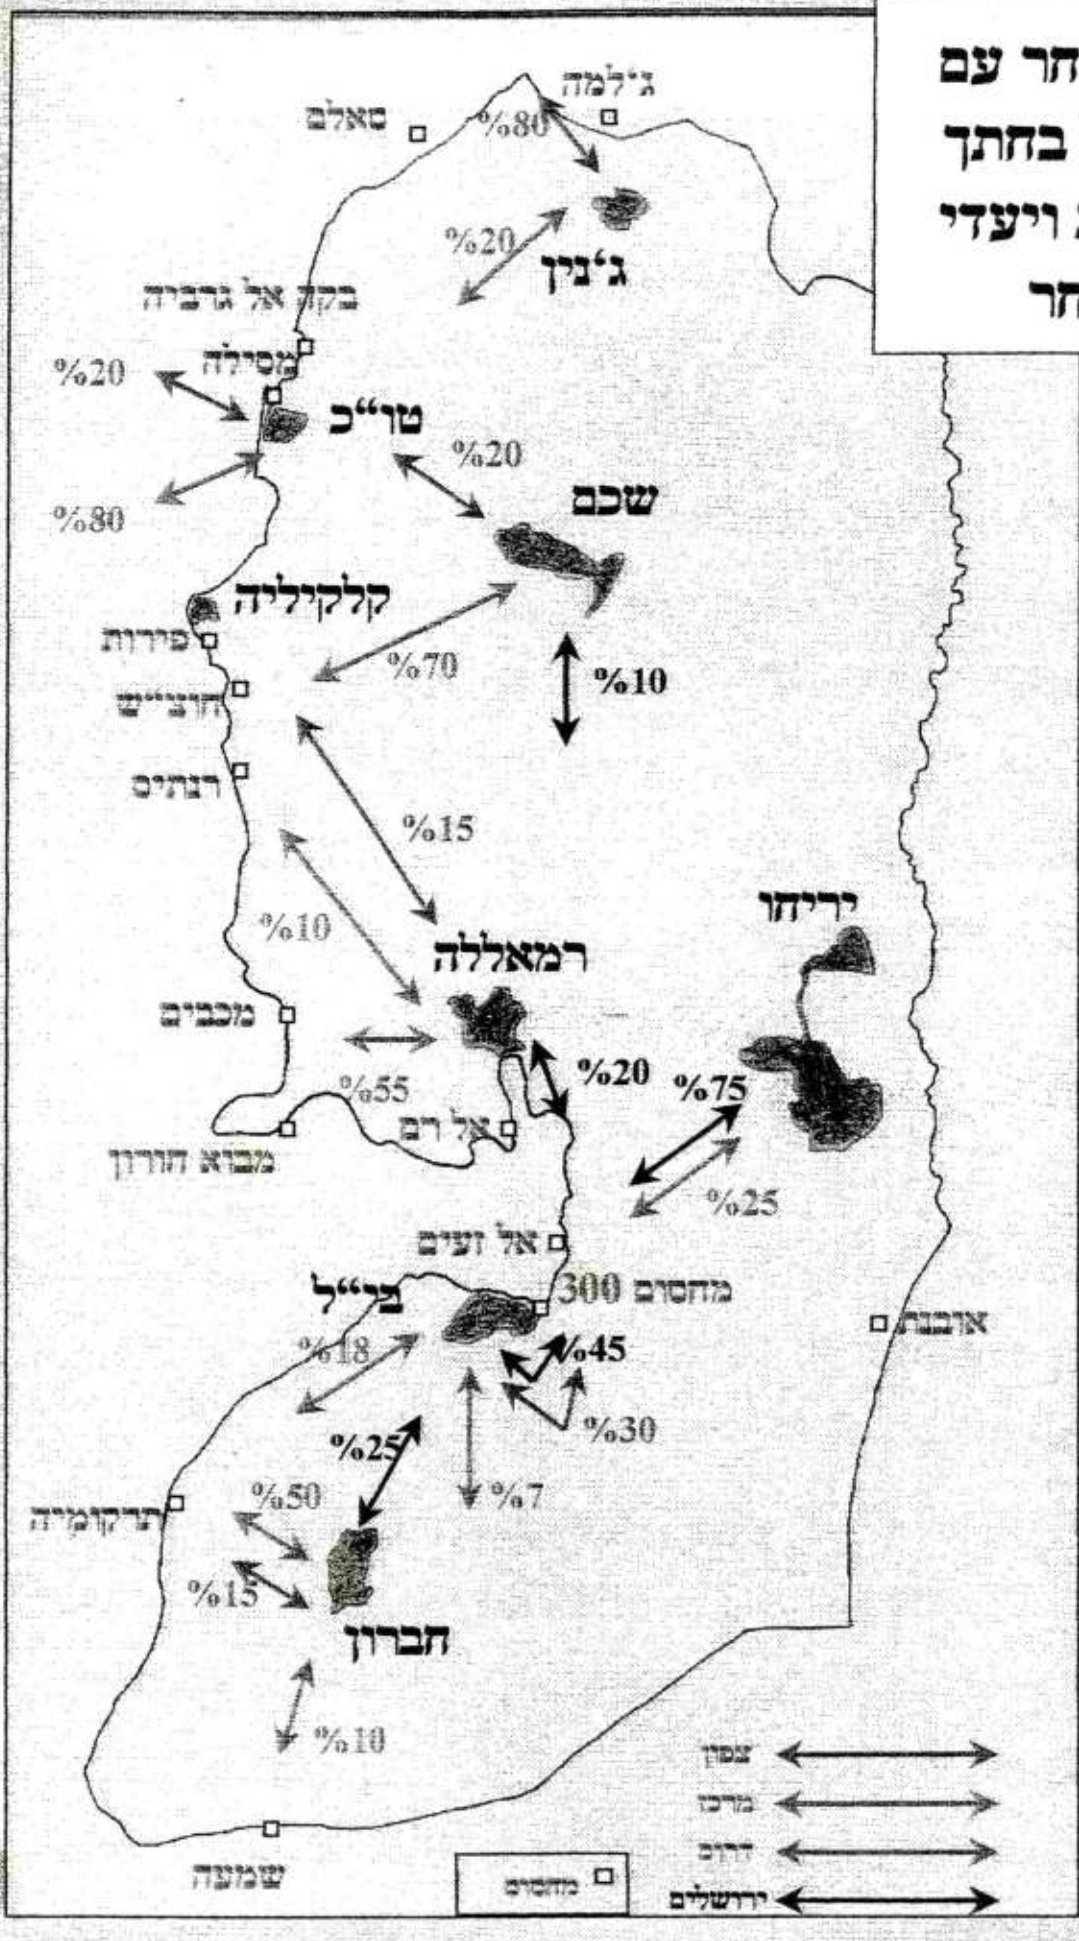 חר עם
בחתך
ויעדי
חר
ג'למה
סאלם
%80
%20
ג'נין
בקה אל גרביה
מסילה
%20
טו"כ
%20
%80
שכם
קלקיליה
פירות
%70
%10
חוצ"ש
רנתיס
%15
יריחו
%10
רמאללה
מכבים
%20
%75
%55
אל רם
מבוא חורון
%25
אל זעים
מחסום 300
בי"ל
אובנת
%18
%45
%30
%25
%50
%7
תרקומיה
%15
חברון
%10
צפון
מרכז
דרום
ירושלים
שמעה
מחסום